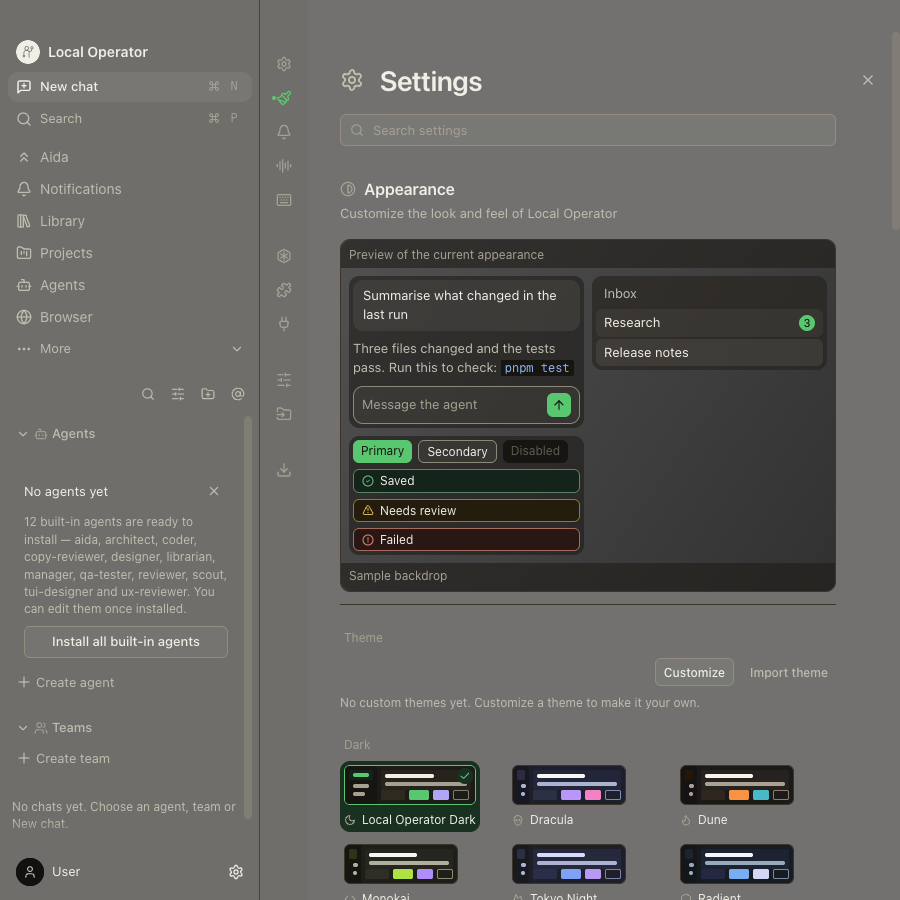 Local Operator
New chat ⌘ N
Search ⌘ P
Aida
Notifications
Library
Projects
Agents
Browser
More
Agents
No agents yet
12 built-in agents are ready to
install — aida, architect, coder,
copy-reviewer, designer, librarian,
manager, qa-tester, reviewer, scout,
tui-designer and ux-reviewer. You
can edit them once installed.
Install all built-in agents
Create agent
Teams
Create team
No chats yet. Choose an agent, team or
New chat.
User
Settings
Search settings
Appearance
Customize the look and feel of Local Operator
Preview of the current appearance
Summarise what changed in the
last run
Three files changed and the tests
pass. Run this to check: pnpm test
Message the agent
Primary Secondary Disabled
Saved
Needs review
Failed
Inbox
Research 3
Release notes
Sample backdrop
Theme
Customize Import theme
No custom themes yet. Customize a theme to make it your own.
Dark
Local Operator Dark Dracula Dune
Monokai Tokyo Night Radient